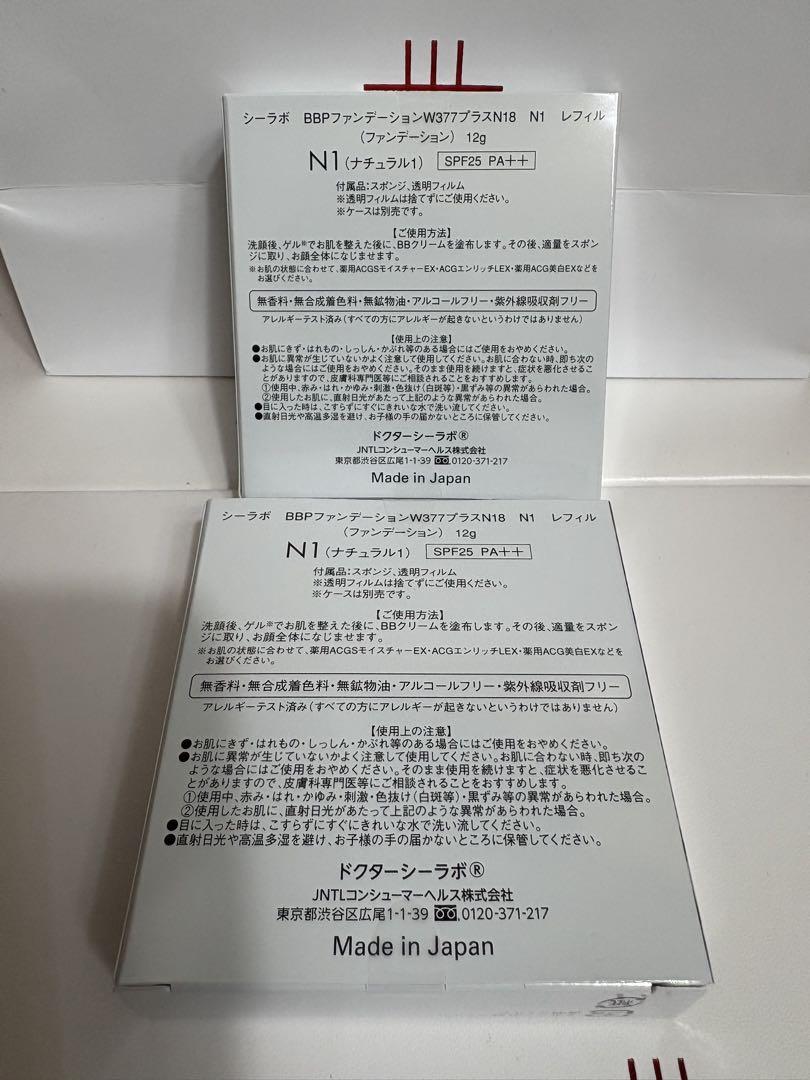 シーラボ BBPファンデーションW377プラスN18 N1 レフィル
(ファンデーション) 12g
N1(ナチュラル1) SPF25 PA++
付属品:スポンジ、透明フィルム
※透明フィルムは捨てずにご使用ください。
※ケースは別売です。
【ご使用方法】
洗顔後、ゲル※でお肌を整えた後に、BBクリームを塗布します。その後、適量をスポン
ジに取り、お顔全体になじませます。
※お肌の状態に合わせて、薬用ACGSモイスチャーEX・ACGエンリッチLEX・薬用ACG美白EXなどを
お選びください。
無香料・無合成着色料・無鉱物油・アルコールフリー・紫外線吸収剤フリー
アレルギーテスト済み(すべての方にアレルギーが起きないというわけではありません)
【使用上の注意】
●お肌にきず・はれもの・しっしん・かぶれ等のある場合にはご使用をおやめください。
●お肌に異常が生じていないかよく注意して使用してください。お肌に合わない時、即ち次の
ような場合にはご使用をおやめください。そのまま使用を続けますと、症状を悪化させるこ
とがありますので、皮膚科専門医等にご相談されることをおすすめします。
①使用中、赤み・はれ・かゆみ・刺激・色抜け(白斑等)・黒ずみ等の異常があらわれた場合。
②使用したお肌に、直射日光があたって上記のような異常があらわれた場合。
●目に入った時は、こすらずにすぐにきれいな水で洗い流してください。
●直射日光や高温多湿を避け、お子様の手の届かないところに保管してください。
ドクターシーラボ®
JNTLコンシューマーヘルス株式会社
東京都渋谷区広尾1-1-39 0120-371-217
Made in Japan
シーラボ BBPファンデーションW377プラスN18 N1 レフィル
(ファンデーション) 12g
N1(ナチュラル1) SPF25 PA++
付属品:スポンジ、透明フィルム
※透明フィルムは捨てずにご使用ください。
※ケースは別売です。
【ご使用方法】
洗顔後、ゲル※でお肌を整えた後に、BBクリームを塗布します。その後、適量をスポン
ジに取り、お顔全体になじませます。
※お肌の状態に合わせて、薬用ACGSモイスチャーEX・ACGエンリッチLEX・薬用ACG美白EXなどを
お選びください。
無香料・無合成着色料・無鉱物油・アルコールフリー・紫外線吸収剤フリー
アレルギーテスト済み(すべての方にアレルギーが起きないというわけではありません)
【使用上の注意】
●お肌にきず・はれもの・しっしん・かぶれ等のある場合にはご使用をおやめください。
●お肌に異常が生じていないかよく注意して使用してください。お肌に合わない時、即ち次の
ような場合にはご使用をおやめください。そのまま使用を続けますと、症状を悪化させるこ
とがありますので、皮膚科専門医等にご相談されることをおすすめします。
①使用中、赤み・はれ・かゆみ・刺激・色抜け(白斑等)・黒ずみ等の異常があらわれた場合。
②使用したお肌に、直射日光があたって上記のような異常があらわれた場合。
●目に入った時は、こすらずにすぐにきれいな水で洗い流してください。
●直射日光や高温多湿を避け、お子様の手の届かないところに保管してください。
ドクターシーラボ®
JNTLコンシューマーヘルス株式会社
東京都渋谷区広尾1-1-39 0120-371-217
Made in Japan